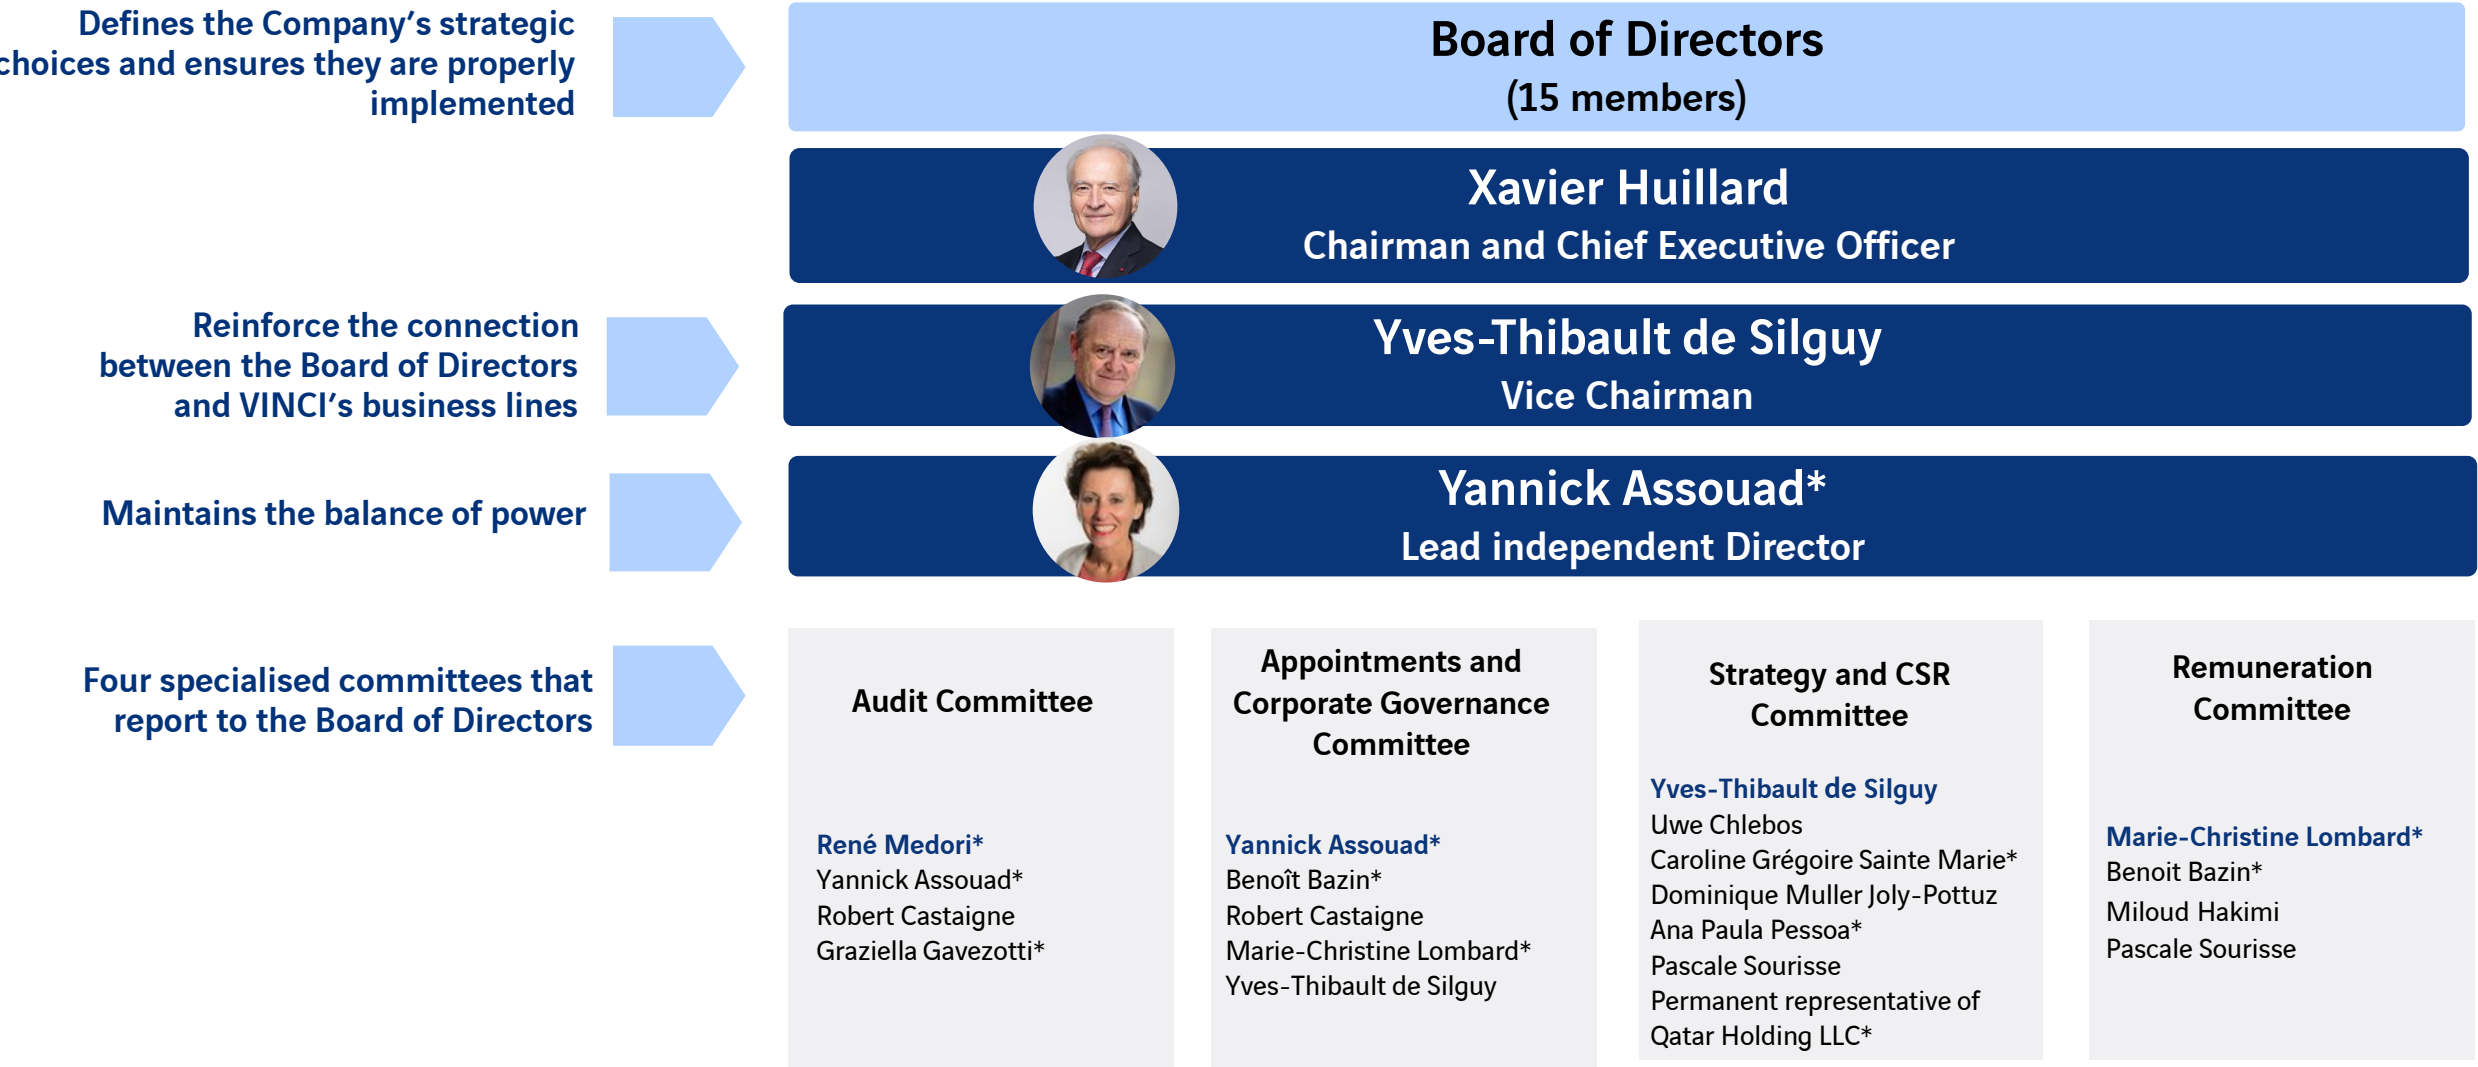 Defines the Company's strategic
choices and ensures they are properly
implemented
Board of Directors
(15 members)
Xavier Huillard
Chairman and Chief Executive Officer
Reinforce the connection
between the Board of Directors
and VINCI's business lines
Yves-Thibault de Silguy
Vice Chairman
Maintains the balance of power
Yannick Assouad*
Lead independent Director
Four specialised committees that
report to the Board of Directors
Audit Committee
René Medori*
Yannick Assouad*
Robert Castaigne
Graziella Gavezotti*
Appointments and
Corporate Governance
Committee
Yannick Assouad*
Benoît Bazin*
Robert Castaigne
Marie-Christine Lombard*
Yves-Thibault de Silguy
Strategy and CSR
Committee
Yves-Thibault de Silguy
Uwe Chlebos
Caroline Grégoire Sainte Marie*
Dominique Muller Joly-Pottuz
Ana Paula Pessoa*
Pascale Sourisse
Permanent representative of
Qatar Holding LLC*
Remuneration
Committee
Marie-Christine Lombard*
Benoit Bazin*
Miloud Hakimi
Pascale Sourisse